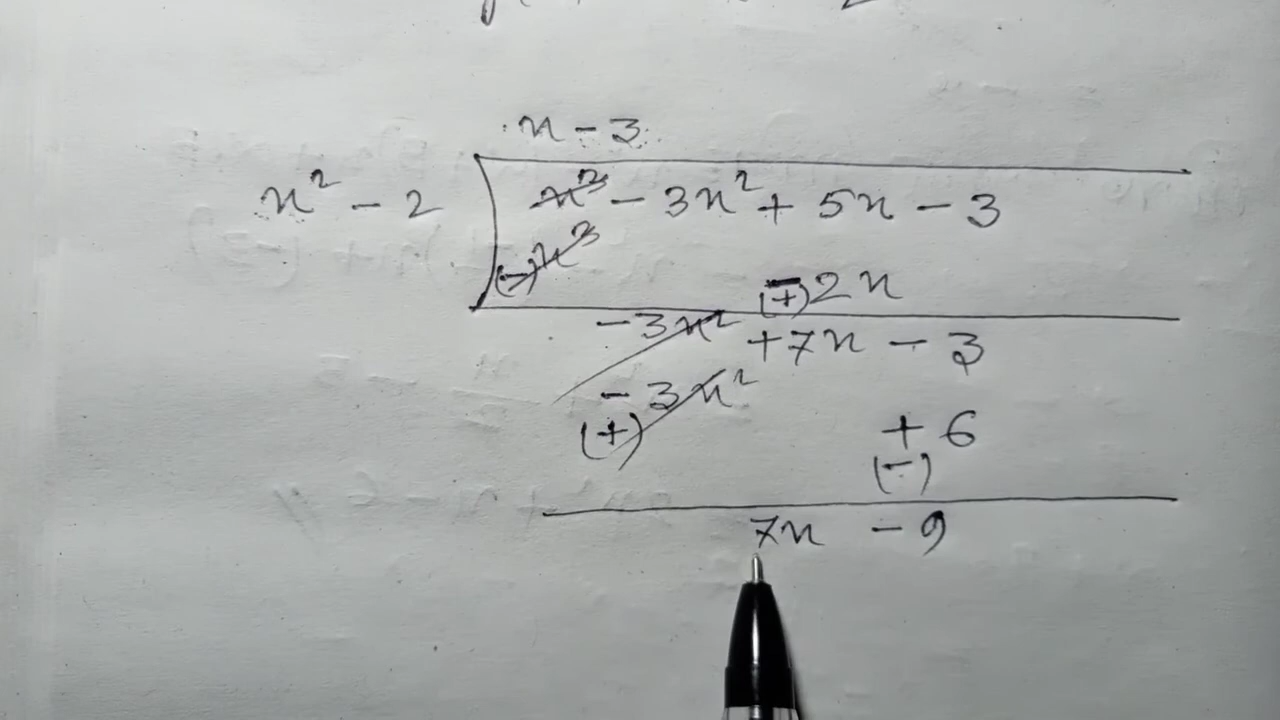 x - 3
x² - 2 x³ - 3x² + 5x - 3
(-) x³
- (+) 2x
- 3x² + 7x - 3
- 3x² + 6
(+) (-)
7x - 9